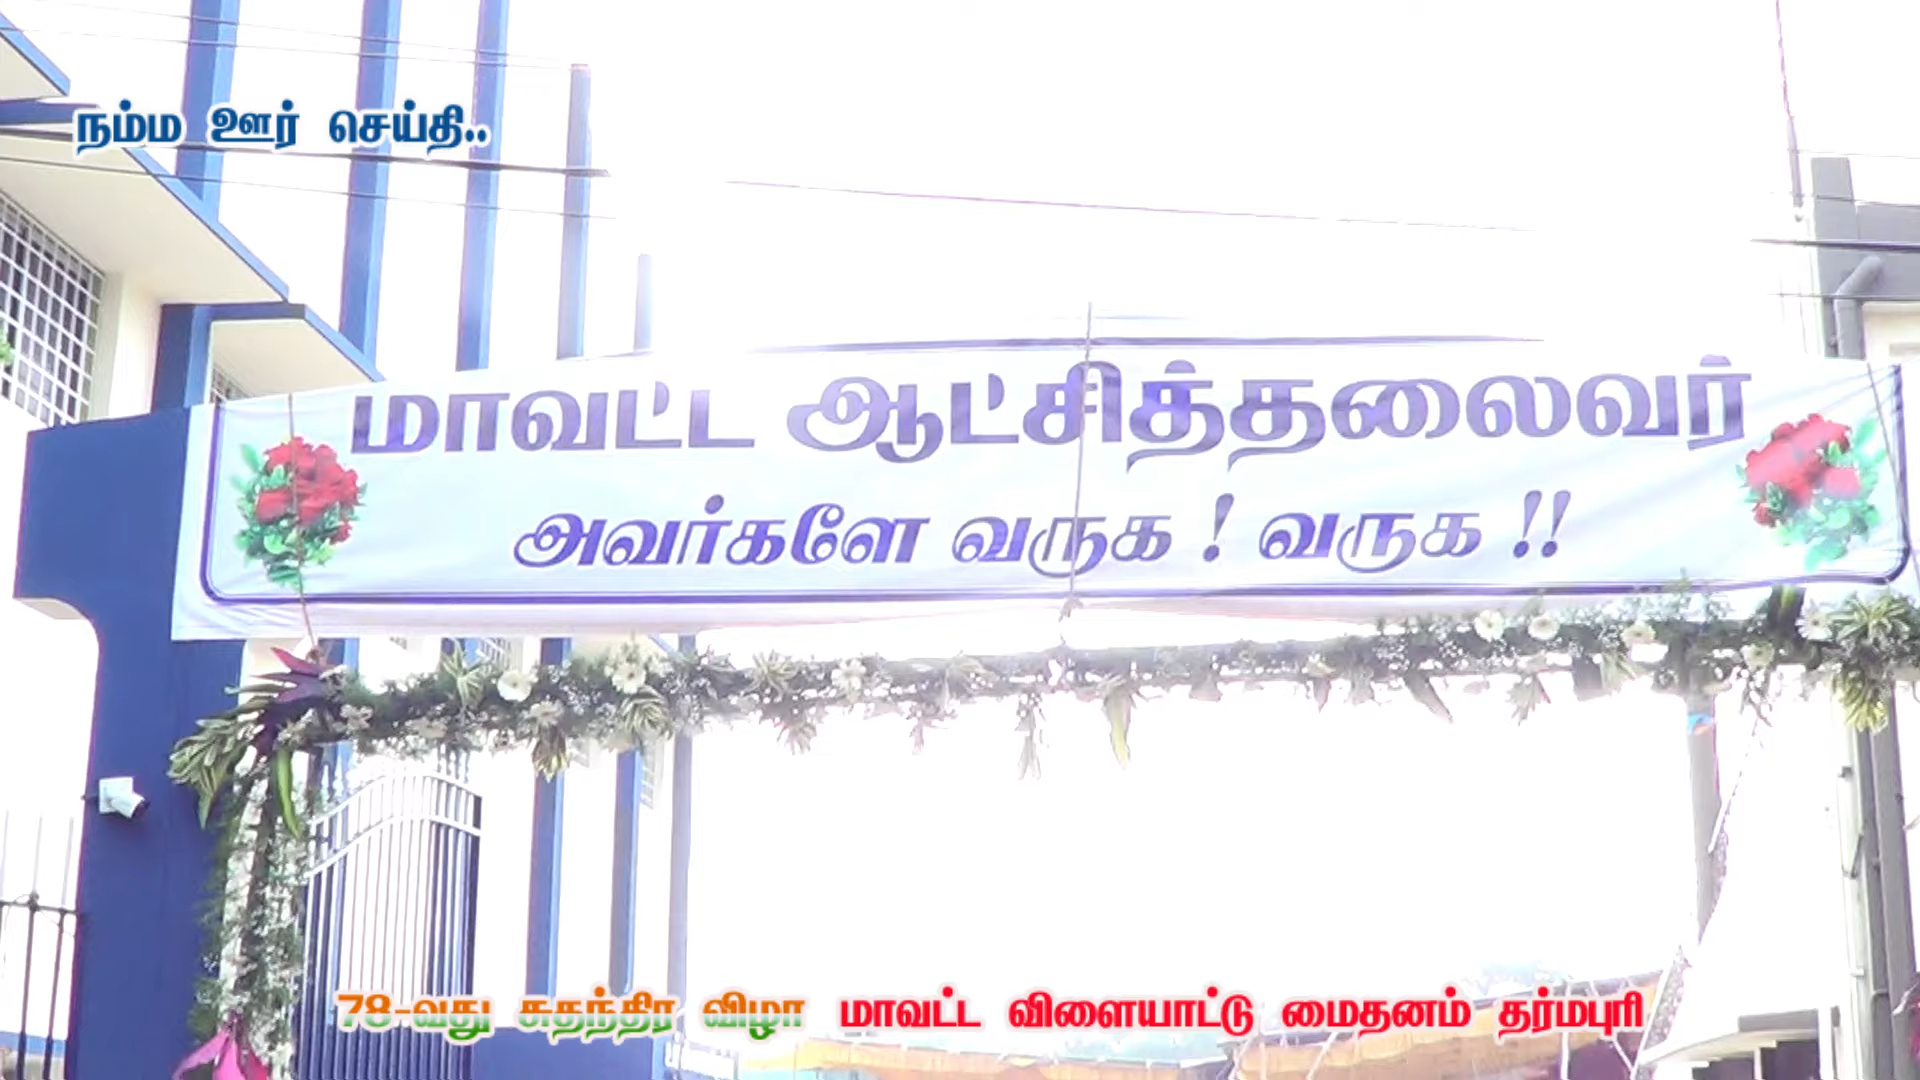 நம்ம ஊர் செய்தி..
மாவட்ட ஆட்சித்தலைவர்
அவர்களே வருக ! வருக !!
78-வது சுதந்திர விழா மாவட்ட விளையாட்டு மைதனம் தர்மபுரி